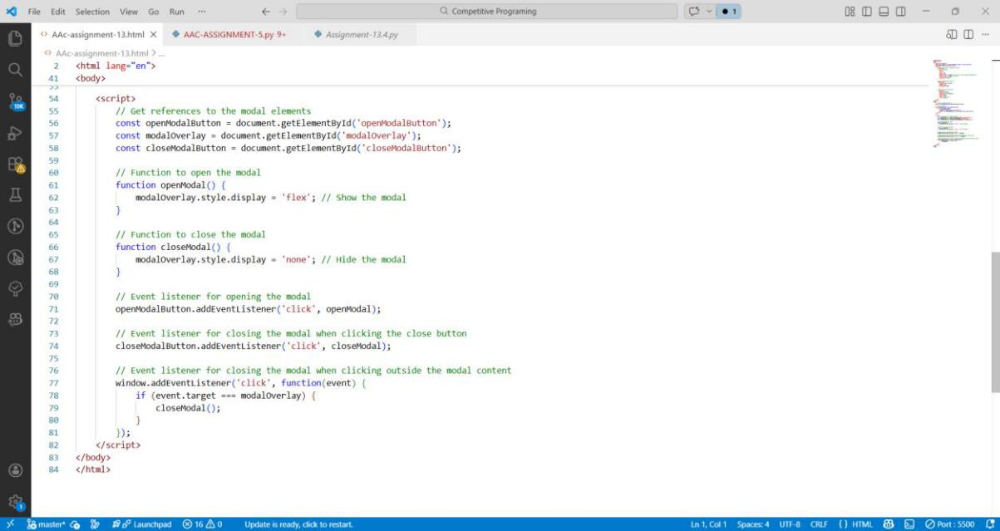 File Edit Selection View Go Run ··· ← → Competitive Programing 1
AAc-assignment-13.html AAC-ASSIGNMENT-5.py 9+ Assignment-13.4.py
AAc-assignment-13.html > ...
2 <html lang="en">
41 <body>
53
54 <script>
55 // Get references to the modal elements
56 const openModalButton = document.getElementById('openModalButton');
57 const modalOverlay = document.getElementById('modalOverlay');
58 const closeModalButton = document.getElementById('closeModalButton');
59
60 // Function to open the modal
61 function openModal() {
62 modalOverlay.style.display = 'flex'; // Show the modal
63 }
64
65 // Function to close the modal
66 function closeModal() {
67 modalOverlay.style.display = 'none'; // Hide the modal
68 }
69
70 // Event listener for opening the modal
71 openModalButton.addEventListener('click', openModal);
72
73 // Event listener for closing the modal when clicking the close button
74 closeModalButton.addEventListener('click', closeModal);
75
76 // Event listener for closing the modal when clicking outside the modal content
77 window.addEventListener('click', function(event) {
78 if (event.target === modalOverlay) {
79 closeModal();
80 }
81 });
82 </script>
83 </body>
84 </html>
10K
1
master* Launchpad 16 0 Update is ready, click to restart. Ln 1, Col 1 Spaces: 4 UTF-8 CRLF { } HTML Port : 5500